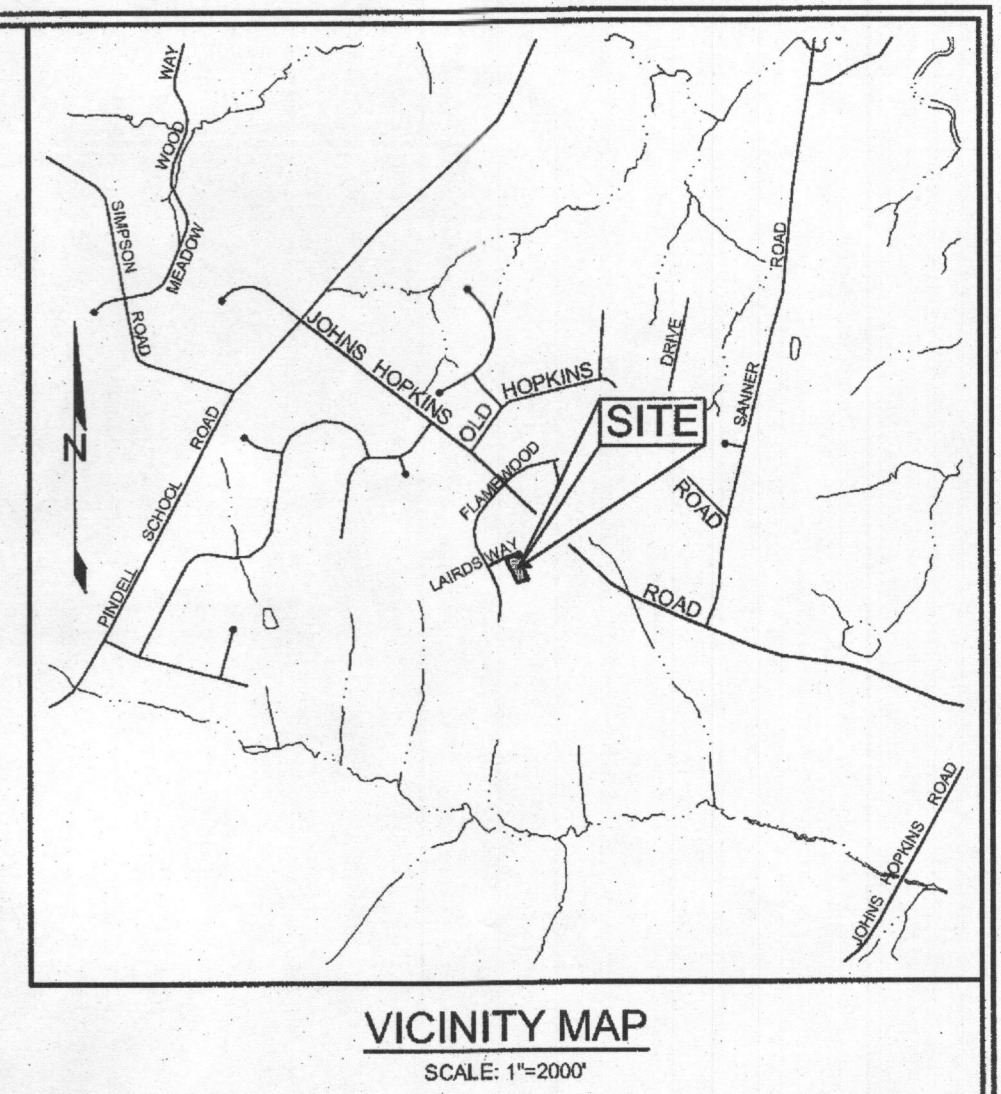 WOOD WAY
MEADOW
SIMPSON
ROAD
ROAD
JOHNS HOPKINS
OLD HOPKINS
DRIVE
SANNER
SITE
N
PINDELL SCHOOL ROAD
FLAMEWOOD
ROAD
LAIRDS WAY
ROAD
JOHNS HOPKINS ROAD
VICINITY MAP
SCALE: 1"=2000'